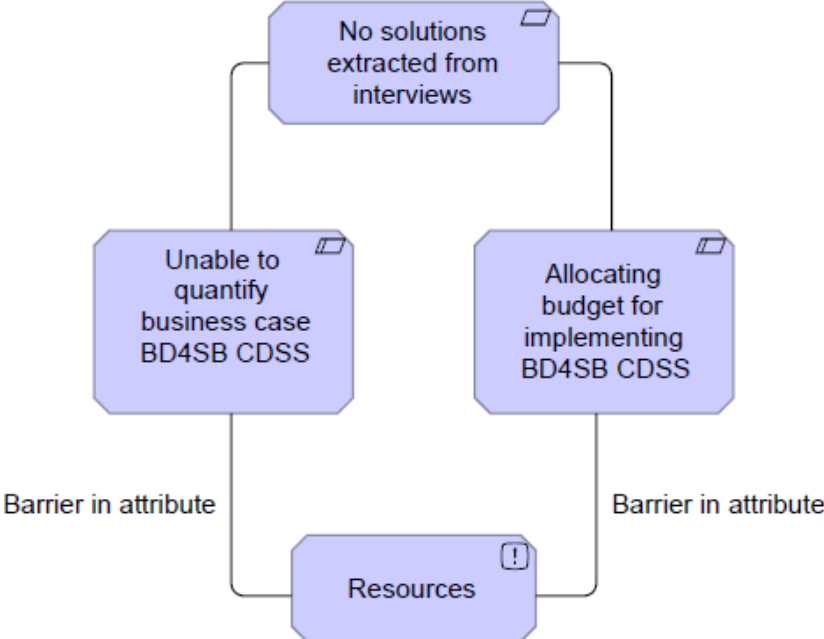 No solutions
extracted from
interviews
Unable to
quantify
business case
BD4SB CDSS
Allocating
budget for
implementing
BD4SB CDSS
Barrier in attribute
Barrier in attribute
!
Resources